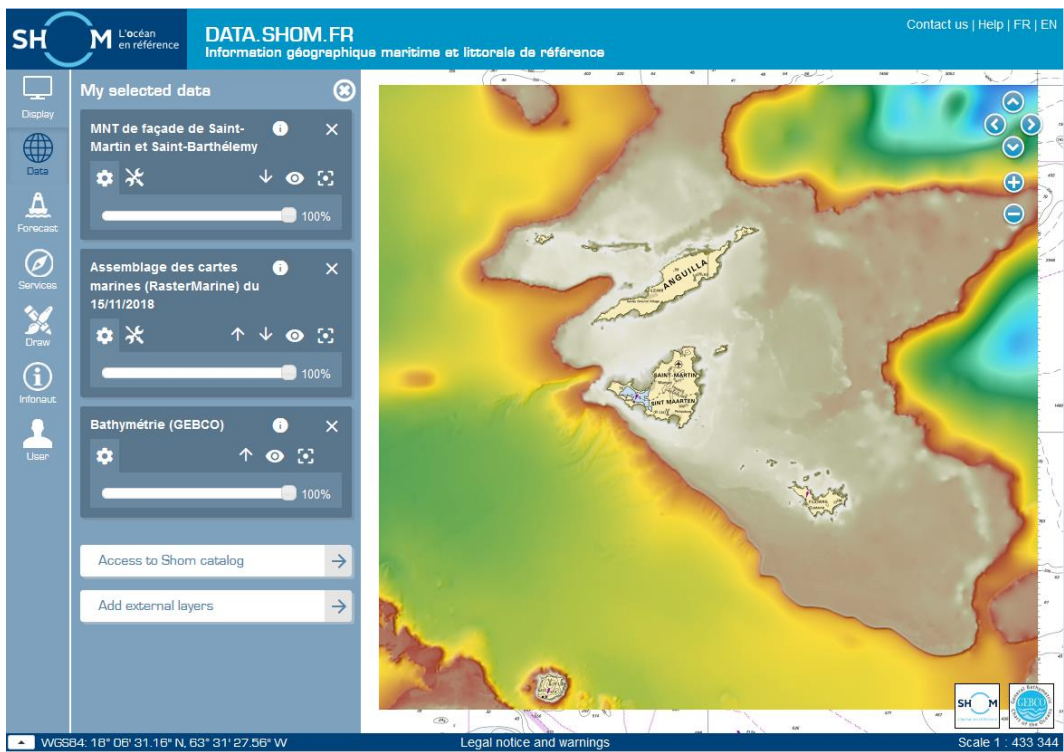 SHOM
L'océan
en référence
DATA.SHOM.FR
Information géographique maritime et littorale de référence
Contact us | Help | FR | EN
Display
Data
Forecast
Services
Draw
Infonaut
User
My selected data
MNT de façade de Saint-
Martin et Saint-Barthélemy
100%
Assemblage des cartes
marines (RasterMarine) du
15/11/2018
100%
Bathymétrie (GEBCO)
100%
Access to Shom catalog
Add external layers
ANGUILLA
SAINT-MARTIN
SINT MAARTEN
SHOM
GEBCO
WGS84: 18° 06' 31.16" N, 63° 31' 27.56" W
Legal notice and warnings
Scale 1 : 433 344